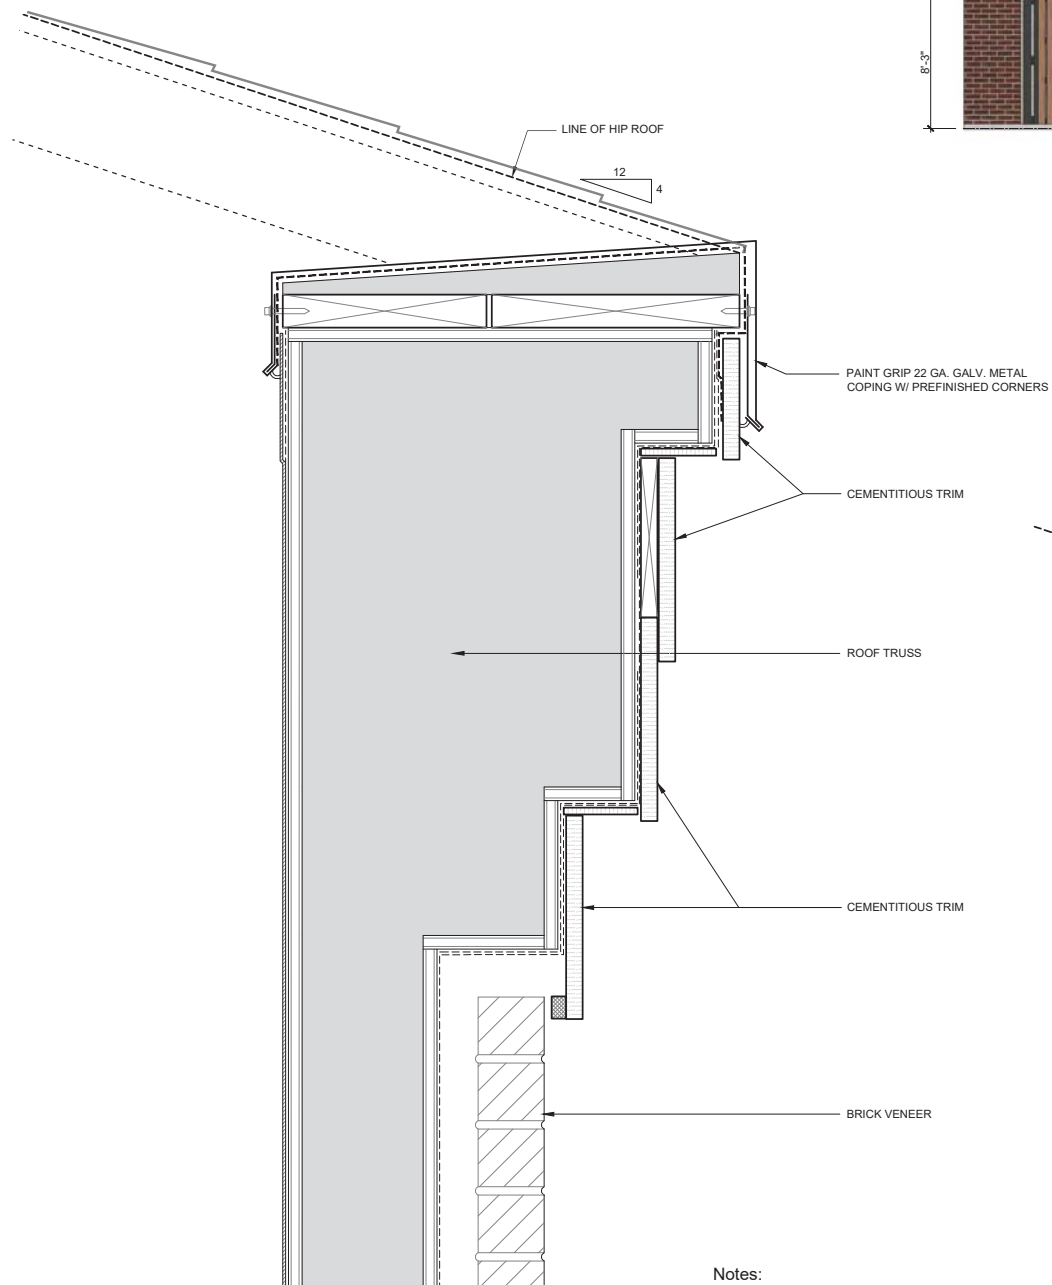 8'-3"
LINE OF HIP ROOF
12
4
PAINT GRIP 22 GA. GALV. METAL
COPING W/ PREFINISHED CORNERS
CEMENTITIOUS TRIM
ROOF TRUSS
CEMENTITIOUS TRIM
BRICK VENEER
Notes: